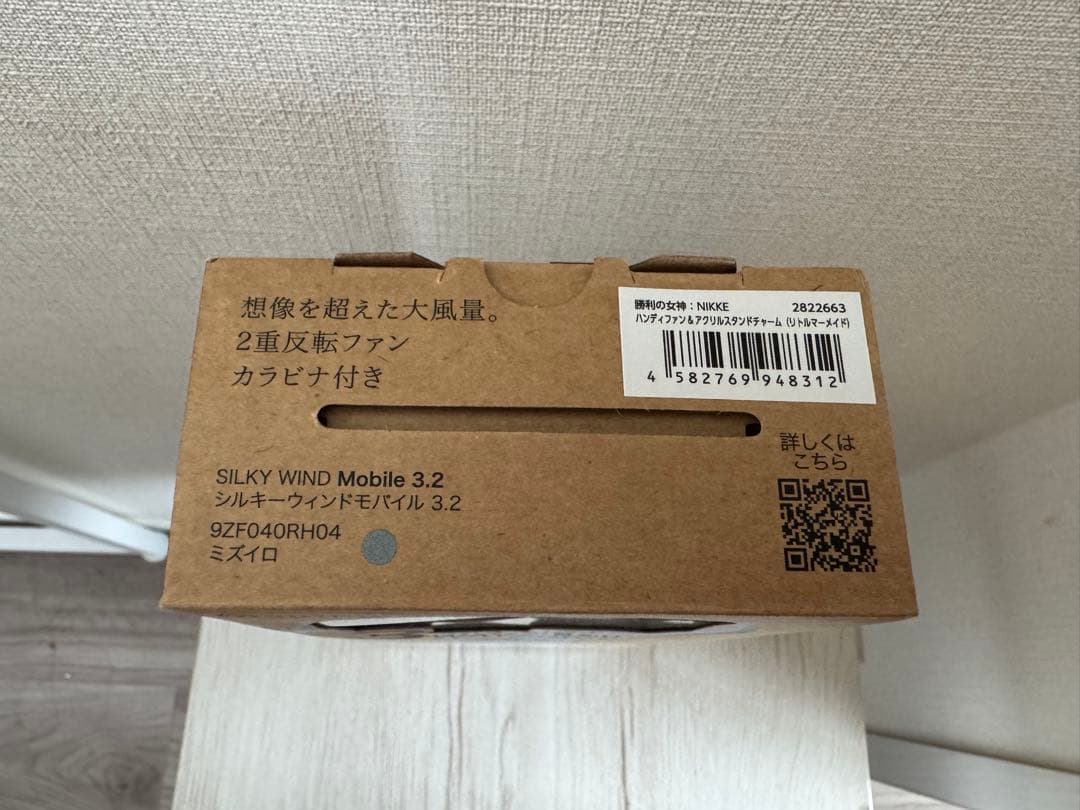 想像を超えた大風量。
2重反転ファン
カラビナ付き
勝利の女神：NIKKE 2822663
ハンディファン＆アクリルスタンドチャーム (リトルマーメイド)
4 582769 948312
詳しくは
こちら
SILKY WIND Mobile 3.2
シルキーウィンドモバイル 3.2
9ZF040RH04
ミズイロ